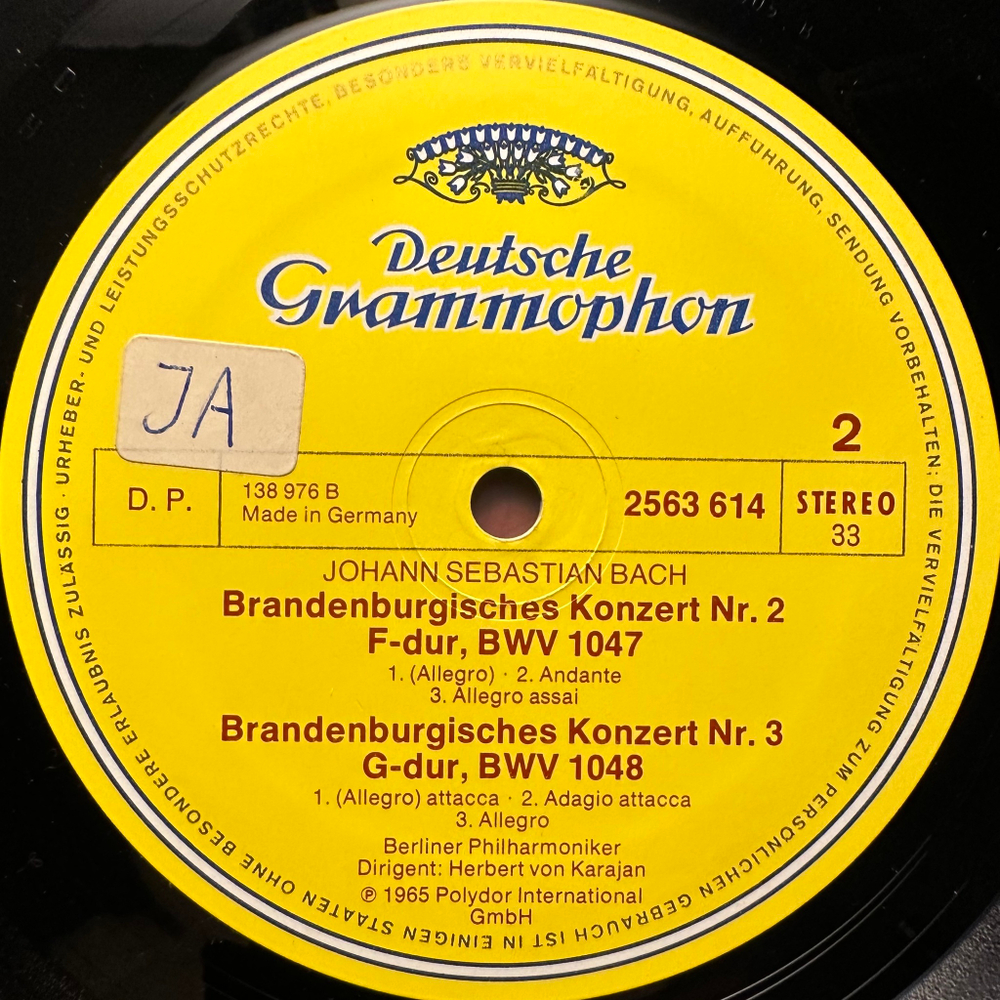 URHEBER- UND LEISTUNGSSCHUTZRECHTE, BESONDERS VERVIELFÄLTIGUNG, AUFFÜHRUNG, SENDUNG VORBEHALTEN; DIE VERVIELFÄLTIGUNG ZUM PERSÖNLICHEN GEBRAUCH IST IN EINIGEN STAATEN OHNE BESONDERE ERLAUBNIS ZULÄSSIG ·
Deutsche
Grammophon
JA
2
D. P.
138 976 B
Made in Germany
2563 614
STEREO
33
JOHANN SEBASTIAN BACH
Brandenburgisches Konzert Nr. 2
F-dur, BWV 1047
1. (Allegro) · 2. Andante
3. Allegro assai
Brandenburgisches Konzert Nr. 3
G-dur, BWV 1048
1. (Allegro) attacca · 2. Adagio attacca
3. Allegro
Berliner Philharmoniker
Dirigent: Herbert von Karajan
℗ 1965 Polydor International
GmbH